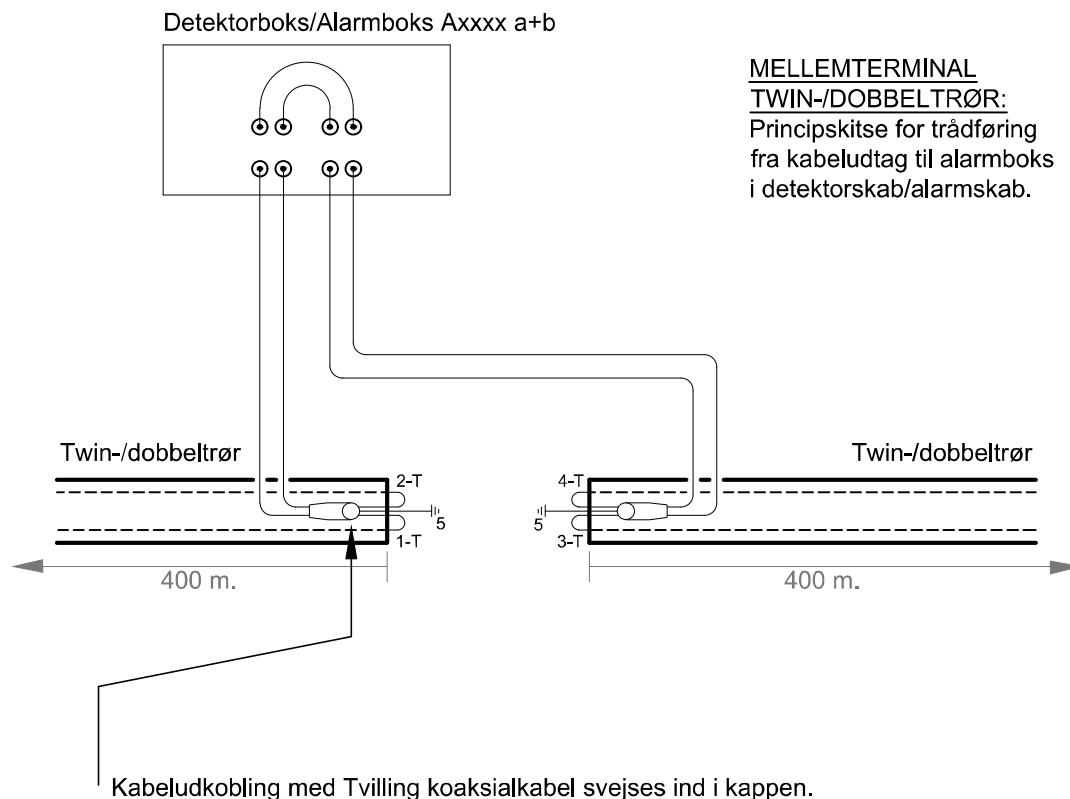 Detektorboks/Alarmboks Axxxx a+b
MELLEMTERMINAL
TWIN-/DOBBELTRØR:
Principskitse for trådføring
fra kabeludtag til alarmboks
i detektorskab/alarmskab.
Twin-/dobbeltrør
Twin-/dobbeltrør
2-T
4-T
5
5
1-T
3-T
400 m.
400 m.
Kabeludkobling med Tvilling koaksialkabel svejses ind i kappen.